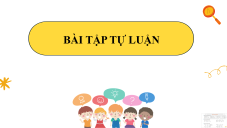 BÀI TẬP TỰ LUẬN